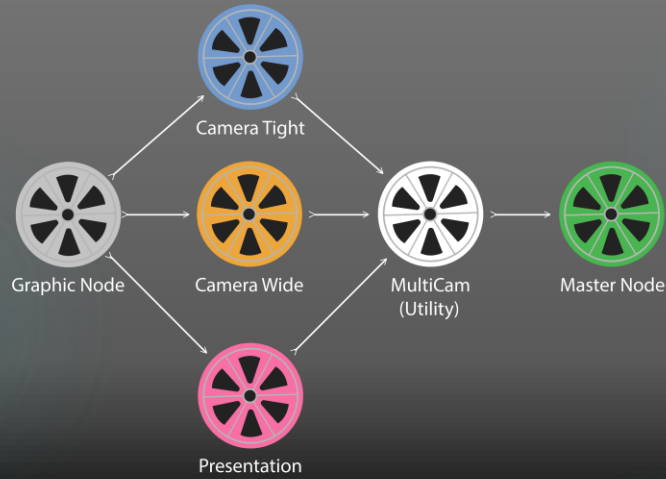 Camera Tight
Graphic Node
Camera Wide
MultiCam
(Utility)
Master Node
Presentation